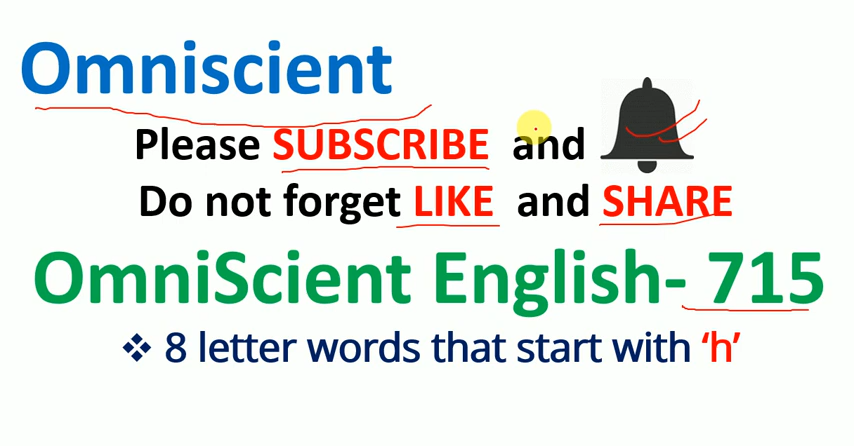 Omniscient
Please SUBSCRIBE and
Do not forget LIKE and SHARE
OmniScient English- 715
❖ 8 letter words that start with ‘h’